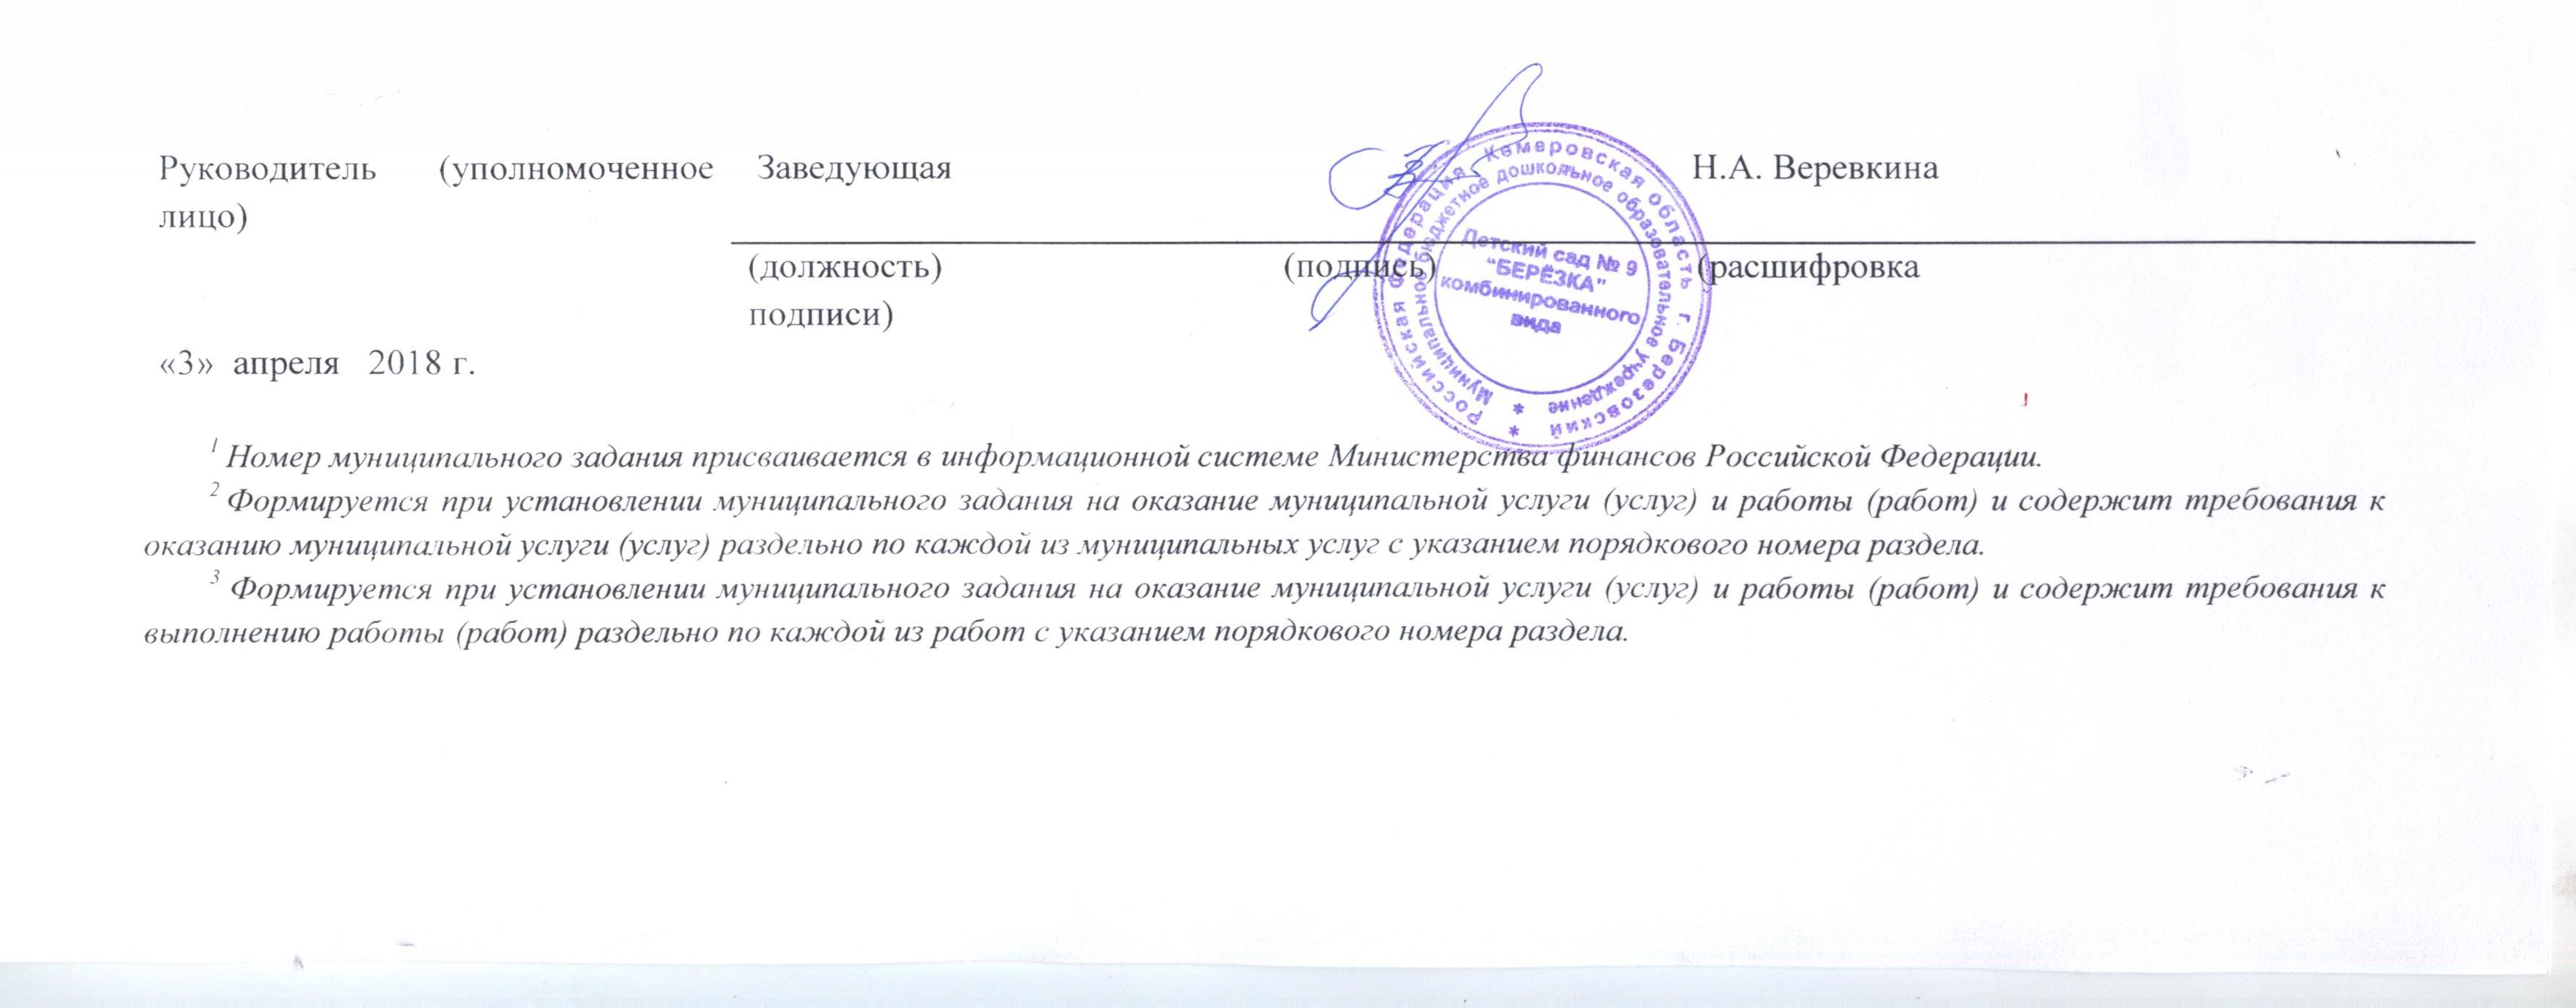 Руководитель (уполномоченное Заведующая Н.А. Веревкина
лицо)
(должность) (подпись) (расшифровка
подписи)
«3» апреля 2018 г.
Российская Федерация Кемеровская область г. Березовский *
Муниципальное бюджетное дошкольное образовательное учреждение *
Детский сад № 9
"БЕРЁЗКА"
комбинированного
вида
1 Номер муниципального задания присваивается в информационной системе Министерства финансов Российской Федерации.
2 Формируется при установлении муниципального задания на оказание муниципальной услуги (услуг) и работы (работ) и содержит требования к
оказанию муниципальной услуги (услуг) раздельно по каждой из муниципальных услуг с указанием порядкового номера раздела.
3 Формируется при установлении муниципального задания на оказание муниципальной услуги (услуг) и работы (работ) и содержит требования к
выполнению работы (работ) раздельно по каждой из работ с указанием порядкового номера раздела.